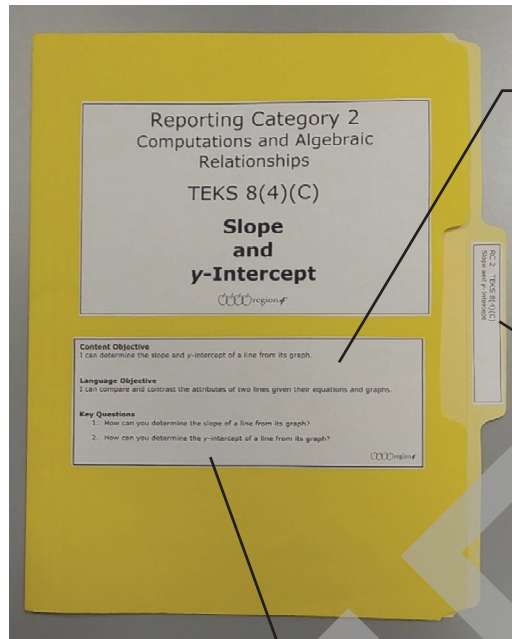 Reporting Category 2
Computations and Algebraic
Relationships
TEKS 8(4)(C)
Slope
and
y-Intercept
region 4
RC 2 TEKS 8(4)(C)
Slope and y-Intercept
Content Objective
I can determine the slope and y-intercept of a line from its graph.
Language Objective
I can compare and contrast the attributes of two lines given their equations and graphs.
Key Questions
1. How can you determine the slope of a line from its graph?
2. How can you determine the y-intercept of a line from its graph?
region 4